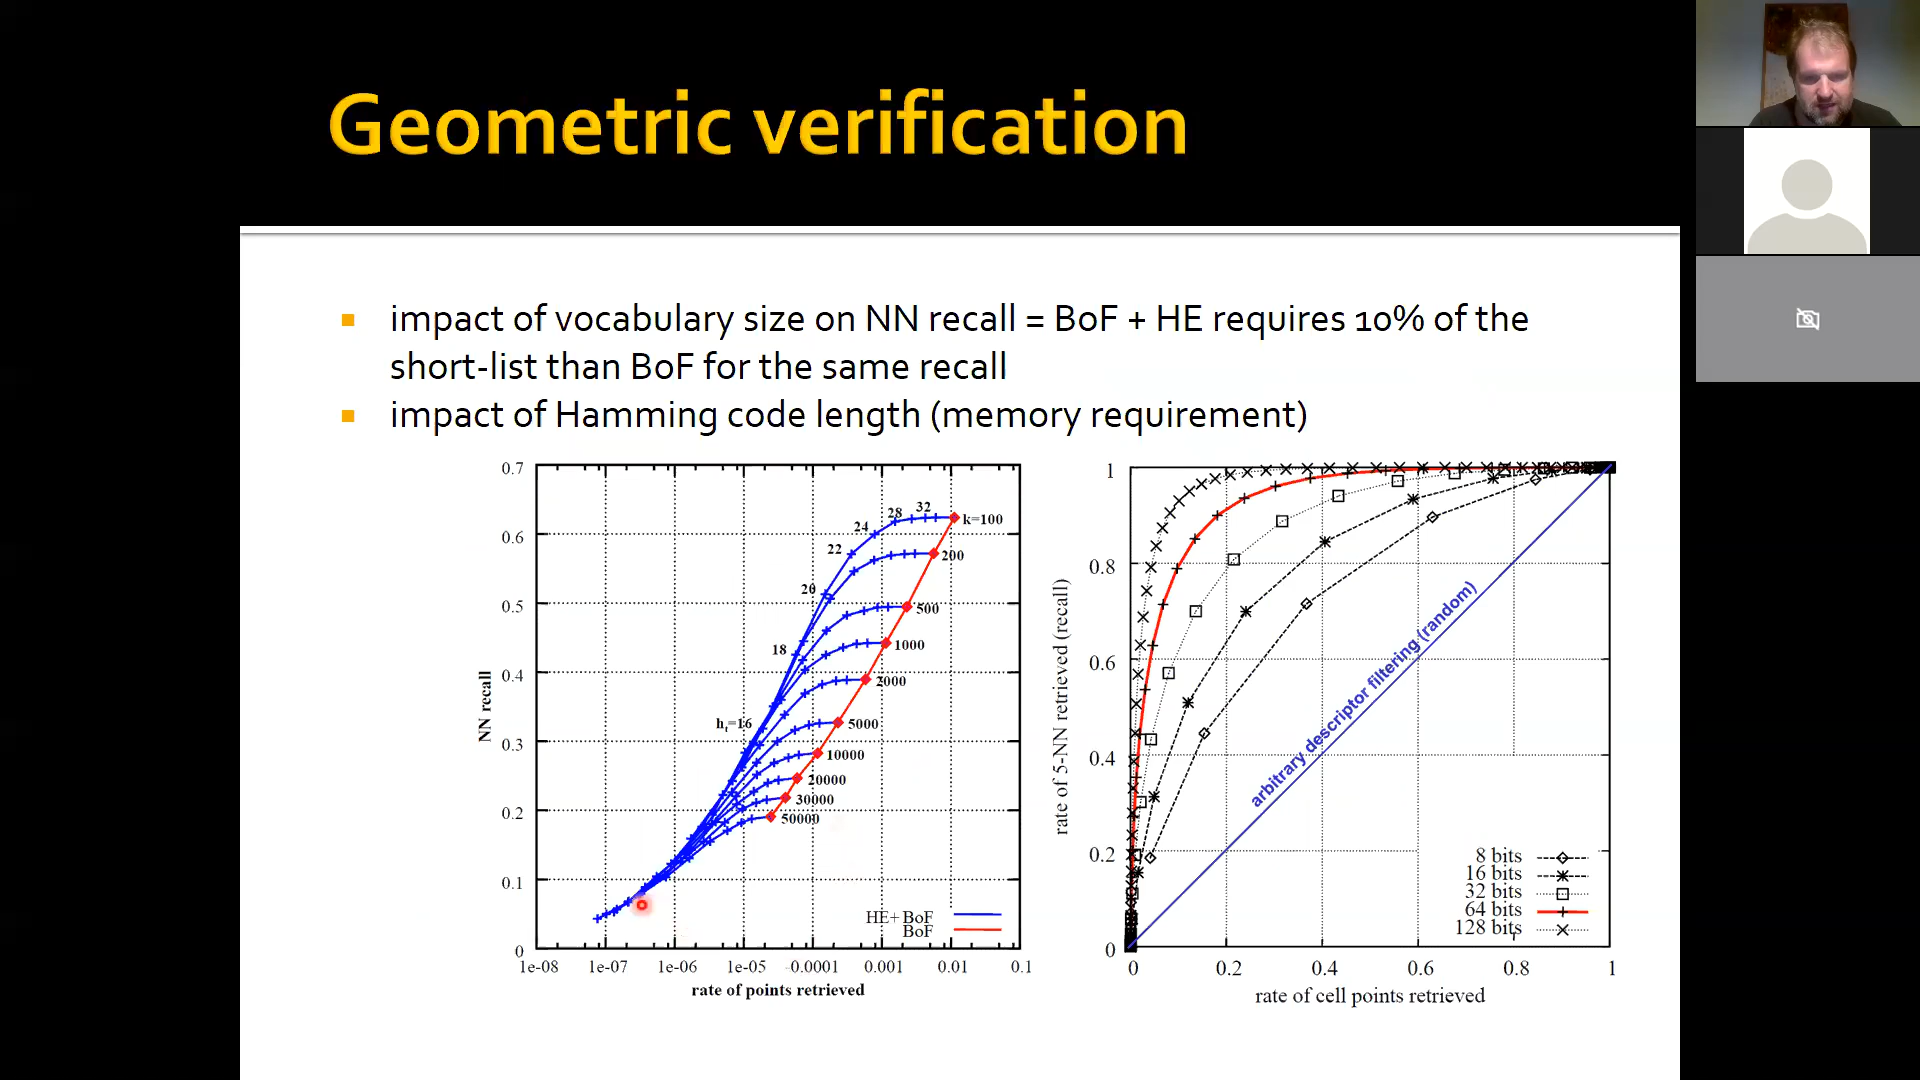 Geometric verification
impact of vocabulary size on NN recall = BoF + HE requires 10% of the
short-list than BoF for the same recall
impact of Hamming code length (memory requirement)
0.7
0.6
0.5
0.4
0.3
0.2
0.1
0
NN recall
1e-08 1e-07 1e-06 1e-05 0.0001 0.001 0.01 0.1
rate of points retrieved
ht=16
18
20
22
24
28
32
k=100
200
500
1000
2000
5000
10000
20000
30000
50000
HE+BoF
BoF
1
0.8
0.6
0.4
0.2
0
rate of 5-NN retrieved (recall)
arbitrary descriptor filtering (random)
8 bits
16 bits
32 bits
64 bits
128 bits
0 0.2 0.4 0.6 0.8 1
rate of cell points retrieved